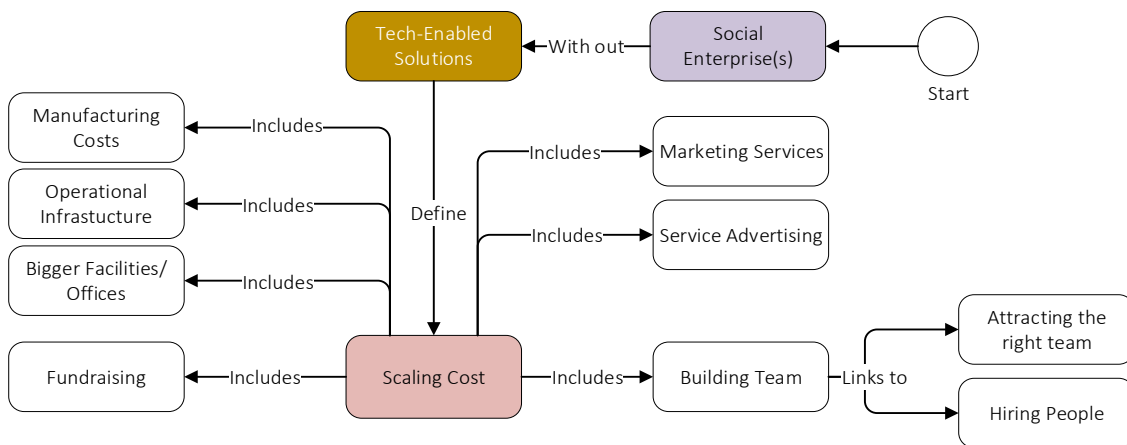 Tech-Enabled
Solutions
With out
Social
Enterprise(s)
Start
Manufacturing
Costs
Includes
Includes
Marketing Services
Operational
Infrastucture
Includes
Define
Includes
Service Advertising
Bigger Facilities/
Offices
Includes
Fundraising
Includes
Scaling Cost
Includes
Building Team
Links to
Attracting the
right team
Hiring People